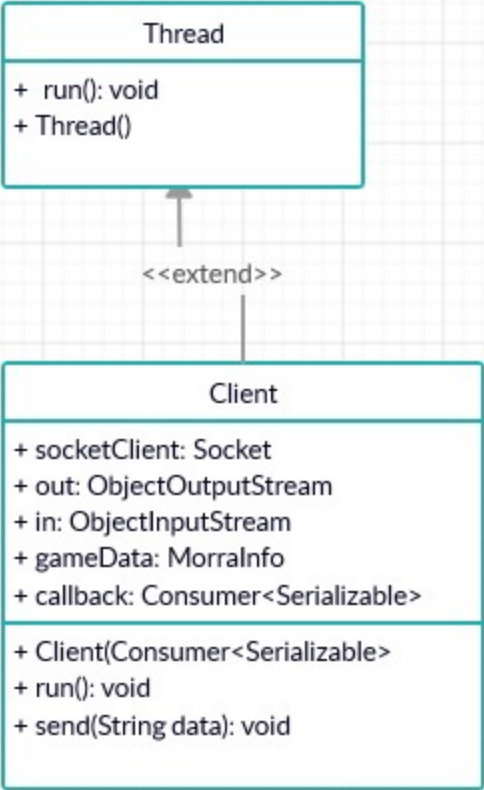 Thread
+ run(): void
+ Thread()
<<extend>>
Client
+ socketClient: Socket
+ out: ObjectOutputStream
+ in: ObjectInputStream
+ gameData: MorraInfo
+ callback: Consumer<Serializable>
+ Client(Consumer<Serializable>
+ run(): void
+ send(String data): void